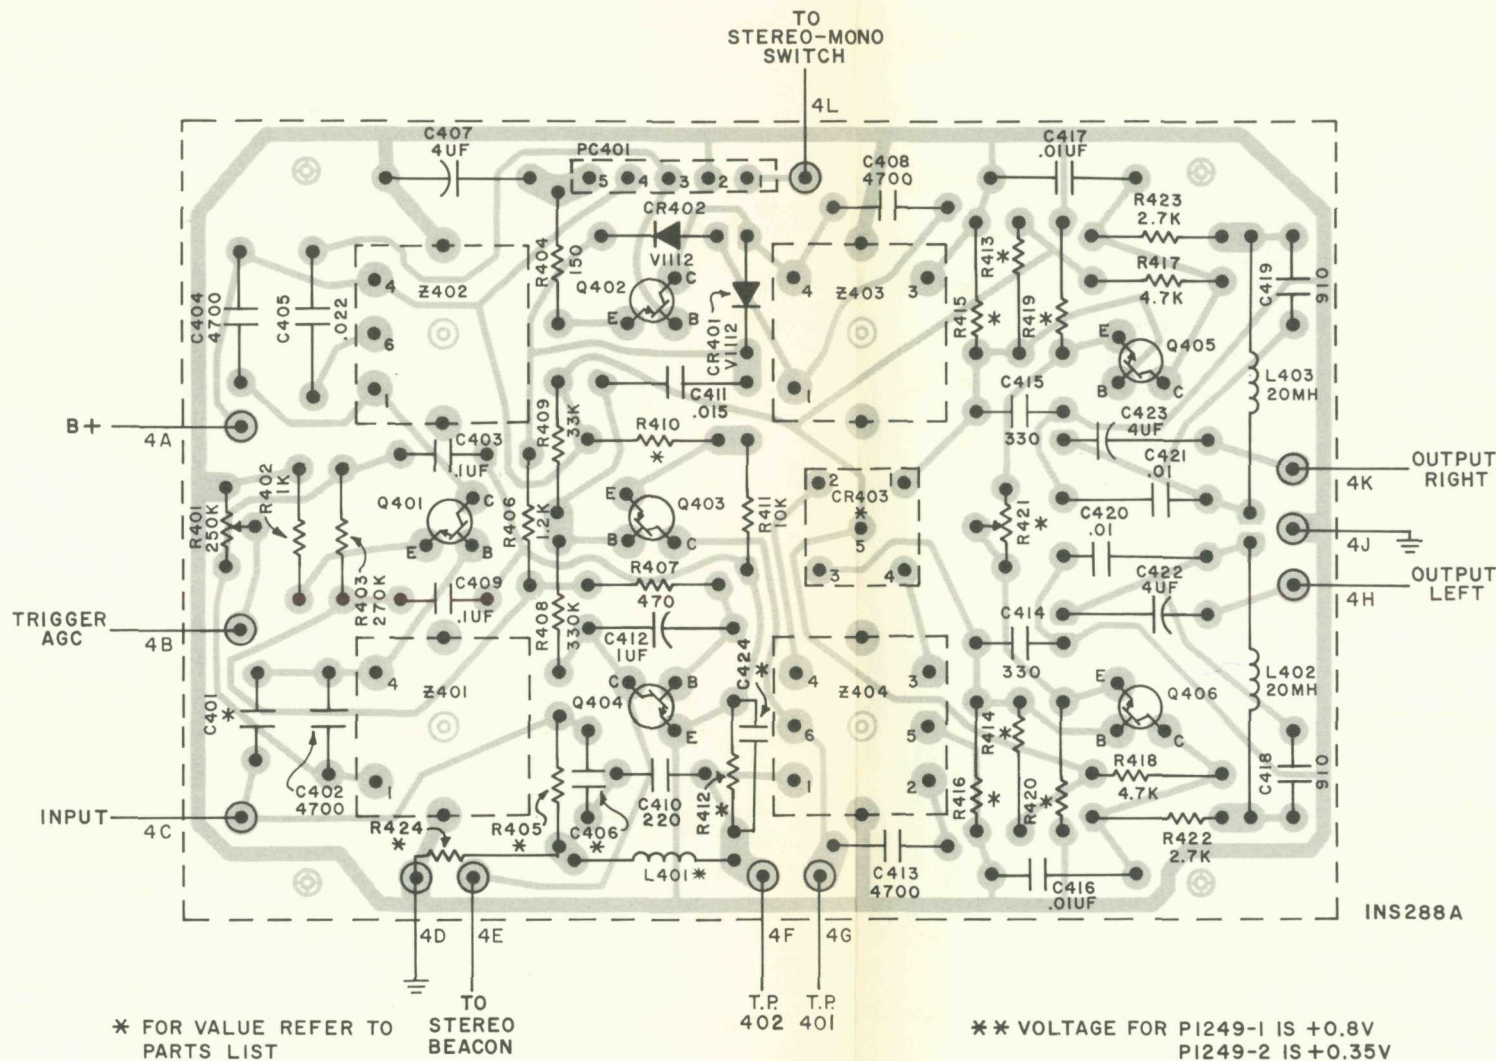 TO
STEREO-MONO
SWITCH
4L
C407
4UF
PC401
5 4 3 2 1
C408
4700
C417
.01UF
R423
2.7K
CR402
V1112
R404
150
Q402
C
E
B
CR401
V1112
Z402
4
6
1
C404
4700
C405
.022
Z403
4
3
1
R413
*
R415
*
R419
*
R417
4.7K
C419
910
E
Q405
B
C
L403
20MH
B+
4A
C403
.1UF
R409
33K
C411
.015
R410
*
C415
330
C423
4UF
C421
.01
4K
OUTPUT
RIGHT
R402
1K
R401
250K
Q401
C
E
B
R406
1.2K
E
Q403
B
C
R411
10K
2
1
CR403
*
5
3
4
R421
*
C420
.01
4J
R403
270K
C409
.1UF
R408
330K
R407
470
C422
4UF
4H
OUTPUT
LEFT
TRIGGER
AGC
4B
C412
1UF
C414
330
C401
*
4
Z401
1
C402
4700
C
B
Q404
E
C424
*
4
Z404
3
6
5
1
2
R414
*
R416
*
R420
*
E
Q406
B
C
L402
20MH
R418
4.7K
C418
910
INPUT
4C
R424
*
R405
*
C406
*
C410
220
R412
*
L401*
C413
4700
R422
2.7K
C416
.01UF
INS288A
4D
4E
4F
4G
TO
STEREO
BEACON
T.P.
402
T.P.
401
* FOR VALUE REFER TO
PARTS LIST
** VOLTAGE FOR P1249-1 IS +0.8V
P1249-2 IS +0.35V